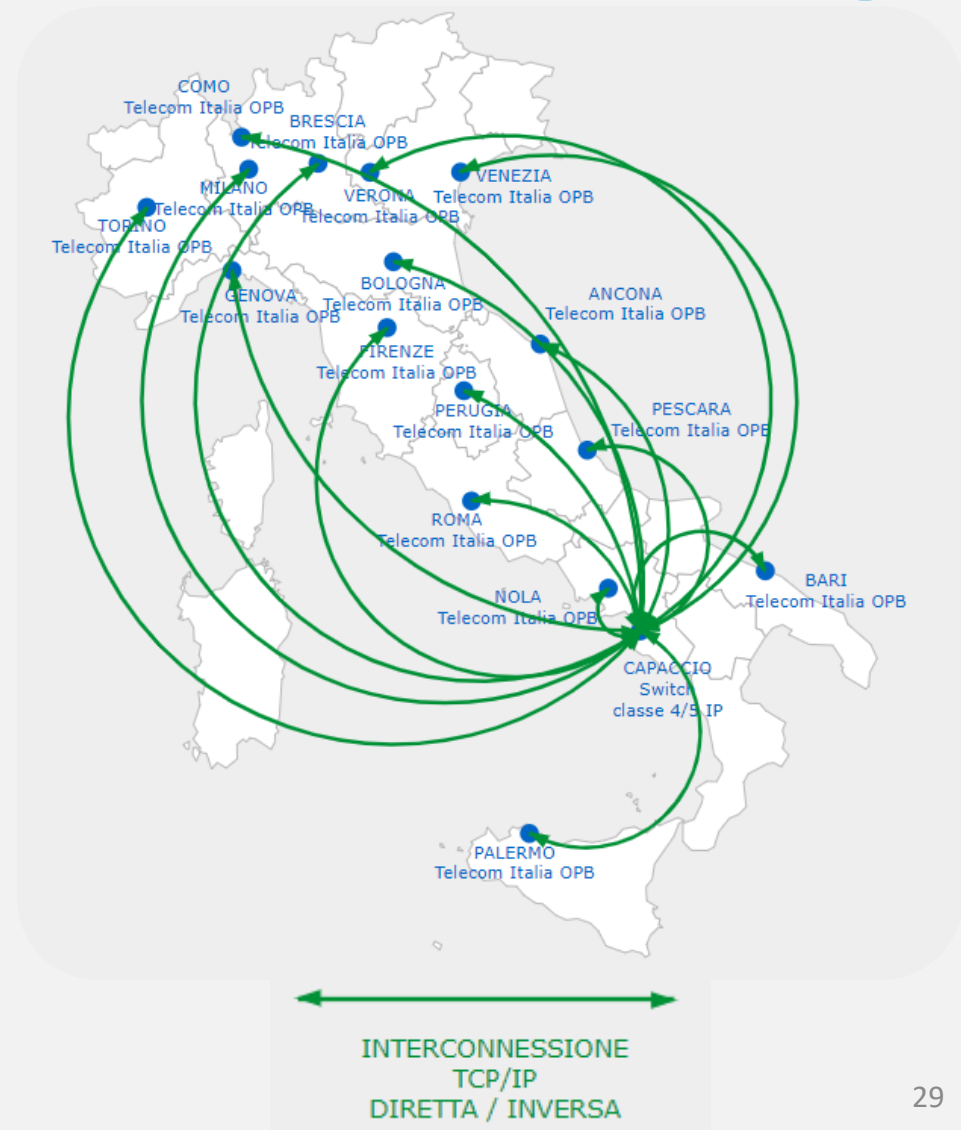 COMO
Telecom Italia OPB
BRESCIA
Telecom Italia OPB
MILANO
Telecom Italia OPB
VERONA
Telecom Italia OPB
VENEZIA
Telecom Italia OPB
TORINO
Telecom Italia OPB
GENOVA
Telecom Italia OPB
BOLOGNA
Telecom Italia OPB
ANCONA
Telecom Italia OPB
FIRENZE
Telecom Italia OPB
PERUGIA
Telecom Italia OPB
PESCARA
Telecom Italia OPB
ROMA
Telecom Italia OPB
NOLA
Telecom Italia OPB
BARI
Telecom Italia OPB
CAPACCIO
Switch
classe 4/5 IP
PALERMO
Telecom Italia OPB
INTERCONNESSIONE
TCP/IP
DIRETTA / INVERSA
29